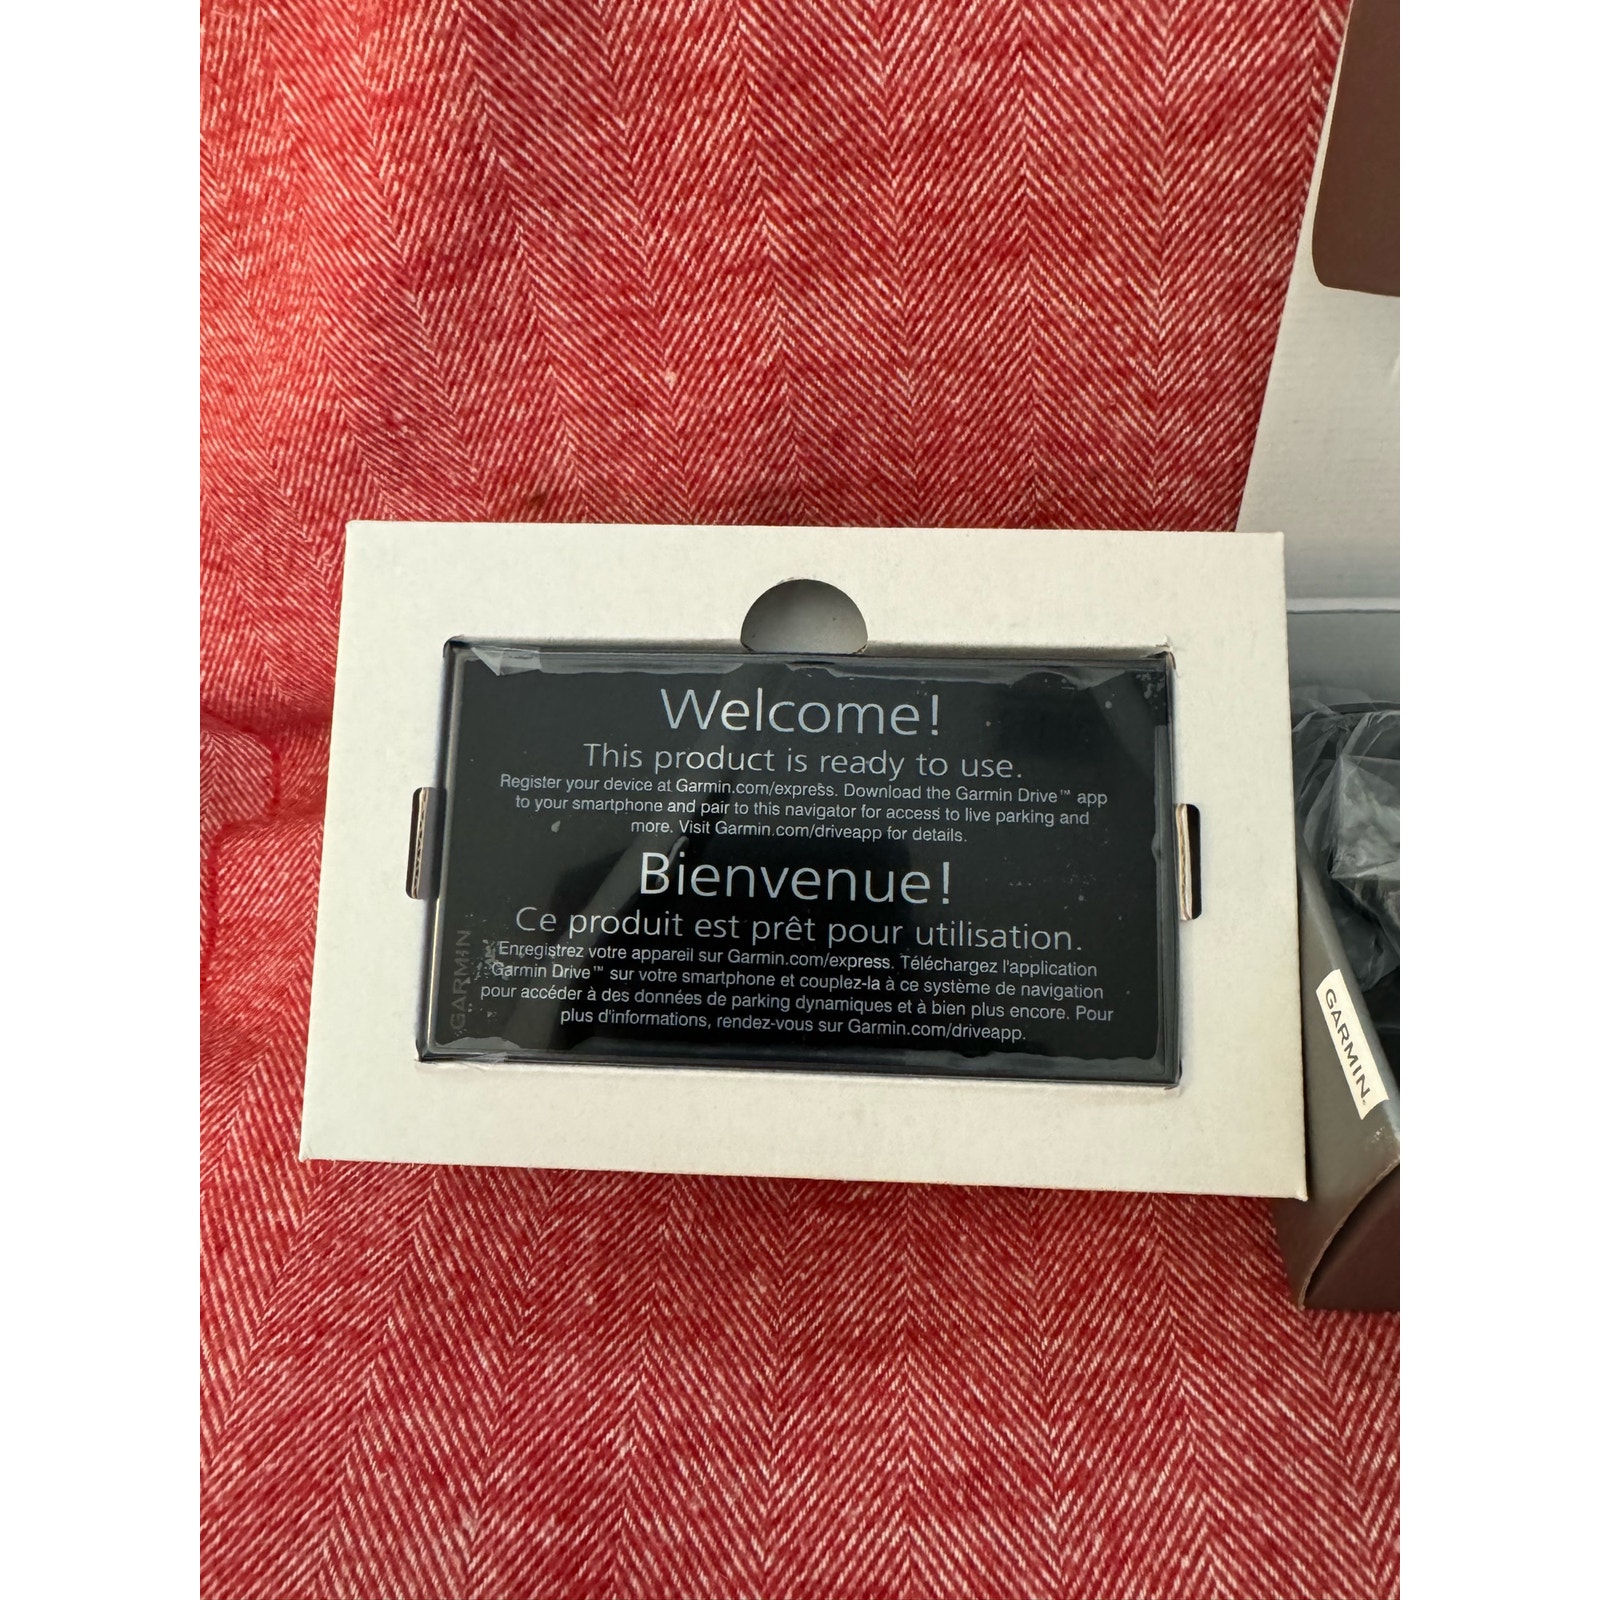 Welcome!
This product is ready to use.
Register your device at Garmin.com/express. Download the Garmin Drive™ app
to your smartphone and pair to this navigator for access to live parking and
more. Visit Garmin.com/driveapp for details.
Bienvenue!
Ce produit est prêt pour utilisation.
Enregistrez votre appareil sur Garmin.com/express. Téléchargez l'application
Garmin Drive™ sur votre smartphone et couplez-la à ce système de navigation
pour accéder à des données de parking dynamiques et à bien plus encore. Pour
plus d'informations, rendez-vous sur Garmin.com/driveapp.
GARMIN
GARMIN.